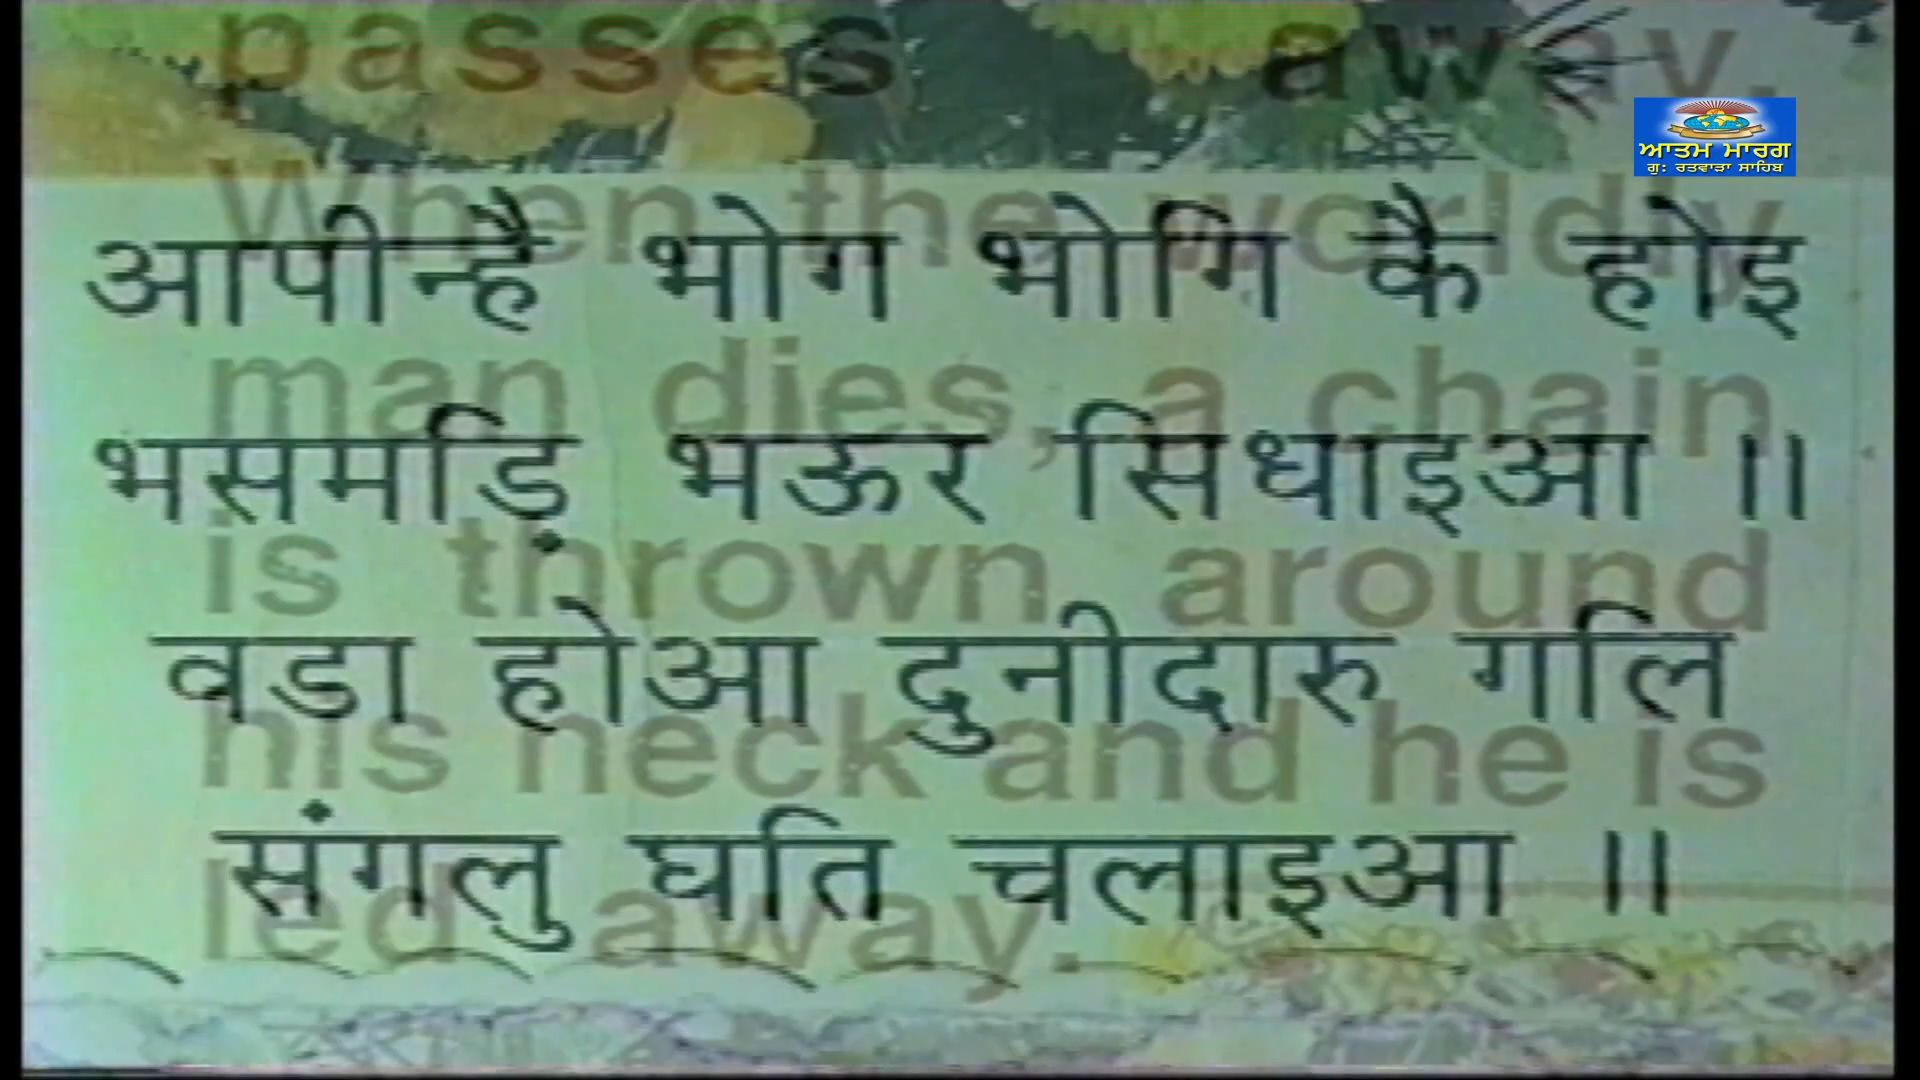 passes away.
ਆਤਮ ਮਾਰਗ
ਗੁ: ਰਤਵਾੜਾ ਸਾਹਿਬ
When the worldly
आपीन्है भोग भोगि कै होइ
man dies, a chain
भसमड़ि भऊर सिधाइआ ॥
is thrown around
वडा होआ दुनीदारु गलि
his neck and he is
संगलु घति चलाइआ ॥
led away.